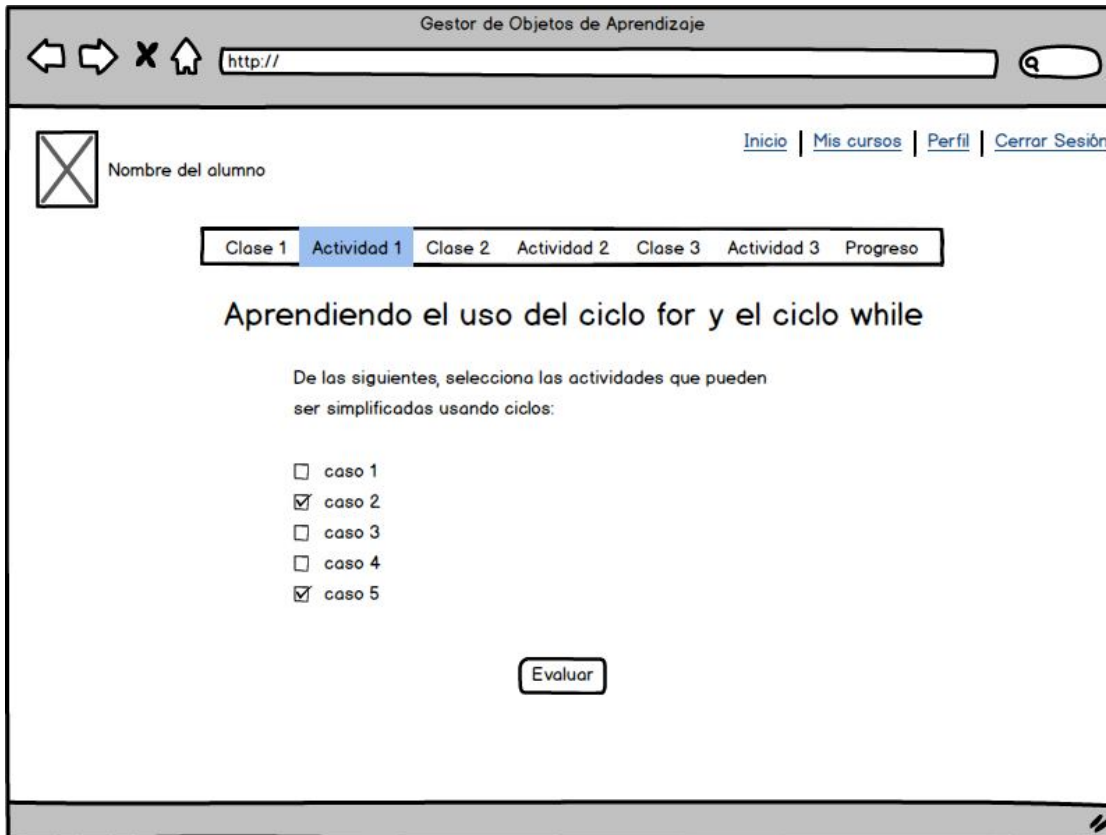 Gestor de Objetos de Aprendizaje
http://
Inicio Mis cursos Perfil Cerrar Sesión
Nombre del alumno
Clase 1 Actividad 1 Clase 2 Actividad 2 Clase 3 Actividad 3 Progreso
Aprendiendo el uso del ciclo for y el ciclo while
De las siguientes, selecciona las actividades que pueden
ser simplificadas usando ciclos:
caso 1
caso 2
caso 3
caso 4
caso 5
Evaluar